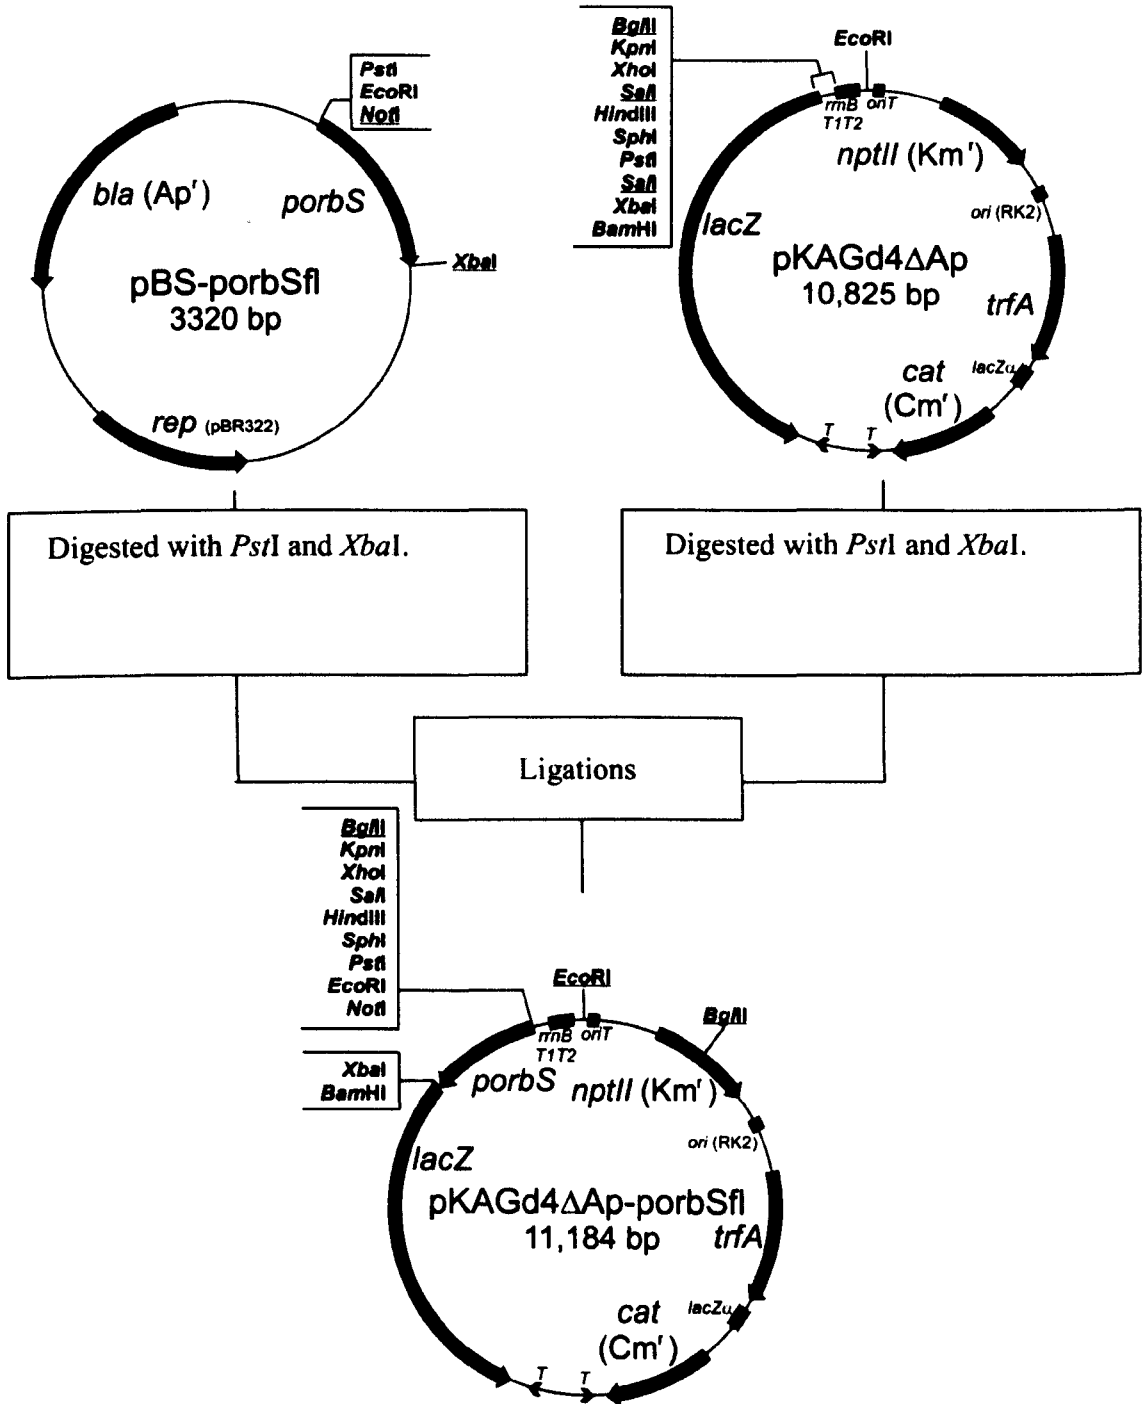 PstI
EcoRI
NotI
bla (Apʳ)
porbS
XbaI
pBS-porbSfI
3320 bp
rep (pBR322)
BglII
KpnI
XhoI
SalI
HindIII
SphI
PstI
SalI
XbaI
BamHI
EcoRI
rrnB
T1T2
oriT
nptII (Kmʳ)
ori (RK2)
lacZ
pKAGd4ΔAp
10,825 bp
trfA
lacZα
cat
(Cmʳ)
T
T
Digested with PstI and XbaI.
Digested with PstI and XbaI.
Ligations
BglII
KpnI
XhoI
SalI
HindIII
SphI
PstI
EcoRI
NotI
XbaI
BamHI
EcoRI
BglII
rrnB
T1T2
oriT
porbS
nptII (Kmʳ)
ori (RK2)
lacZ
pKAGd4ΔAp-porbSfI
11,184 bp
trfA
lacZα
cat
(Cmʳ)
T
T